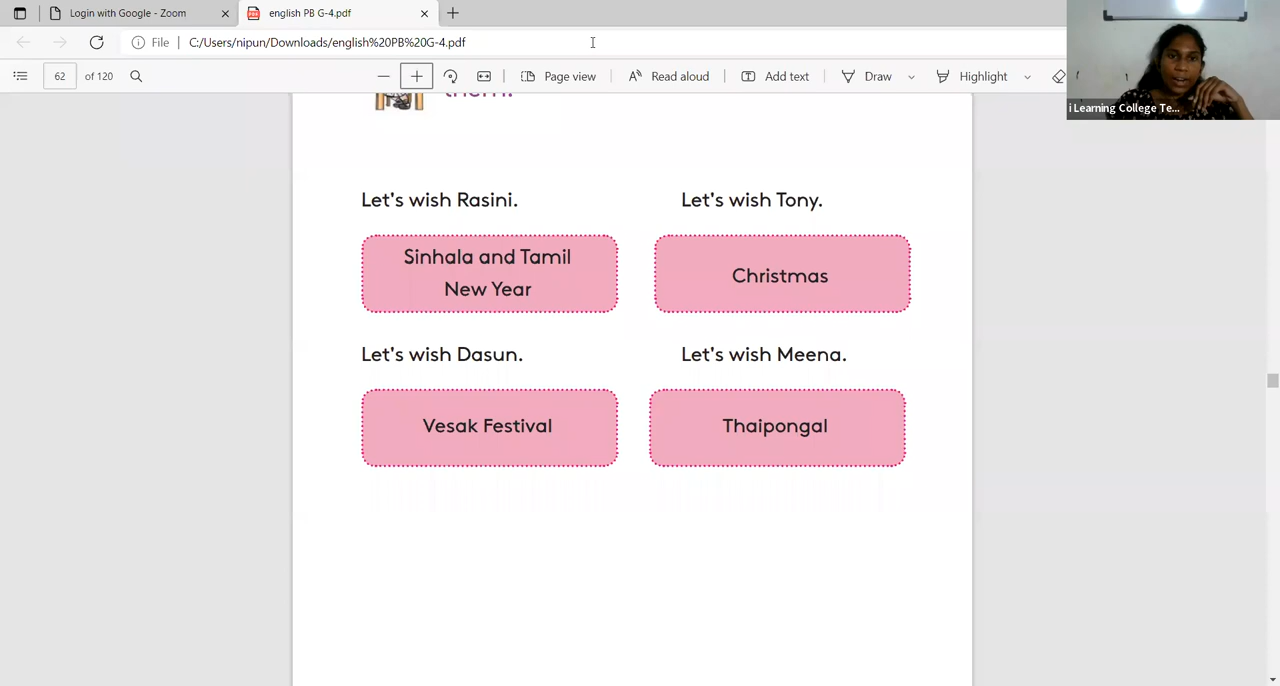 Login with Google - Zoom
english PB G-4.pdf
File
C:/Users/nipun/Downloads/english%20PB%20G-4.pdf
62 of 120
Page view
Read aloud
Add text
Draw
Highlight
i Learning College Te...
them.
Let's wish Rasini.
Let's wish Tony.
Sinhala and Tamil
New Year
Christmas
Let's wish Dasun.
Let's wish Meena.
Vesak Festival
Thaipongal